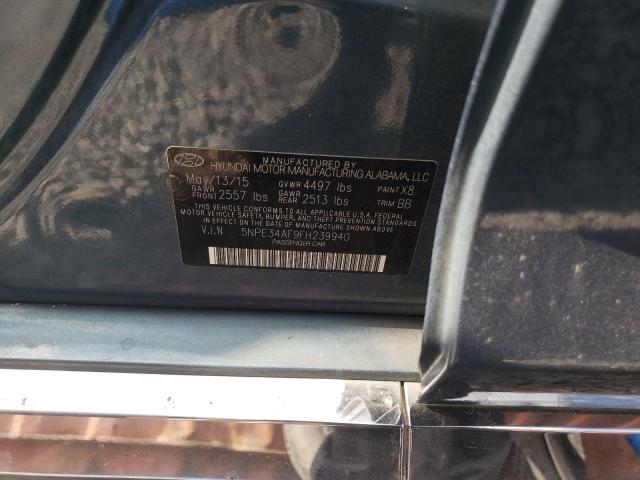 MANUFACTURED BY
HYUNDAI MOTOR MANUFACTURING ALABAMA, LLC
May/13/15 GVWR 4497 lbs PAINT X8
GAWR FRONT 2557 lbs GAWR REAR 2513 lbs TRIM BB
THIS VEHICLE CONFORMS TO ALL APPLICABLE U.S.A. FEDERAL
MOTOR VEHICLE SAFETY, BUMPER, AND THEFT PREVENTION STANDARDS
IN EFFECT ON THE DATE OF MANUFACTURE SHOWN ABOVE.
V.I.N 5NPE34AF9FH239940
PASSENGER CAR